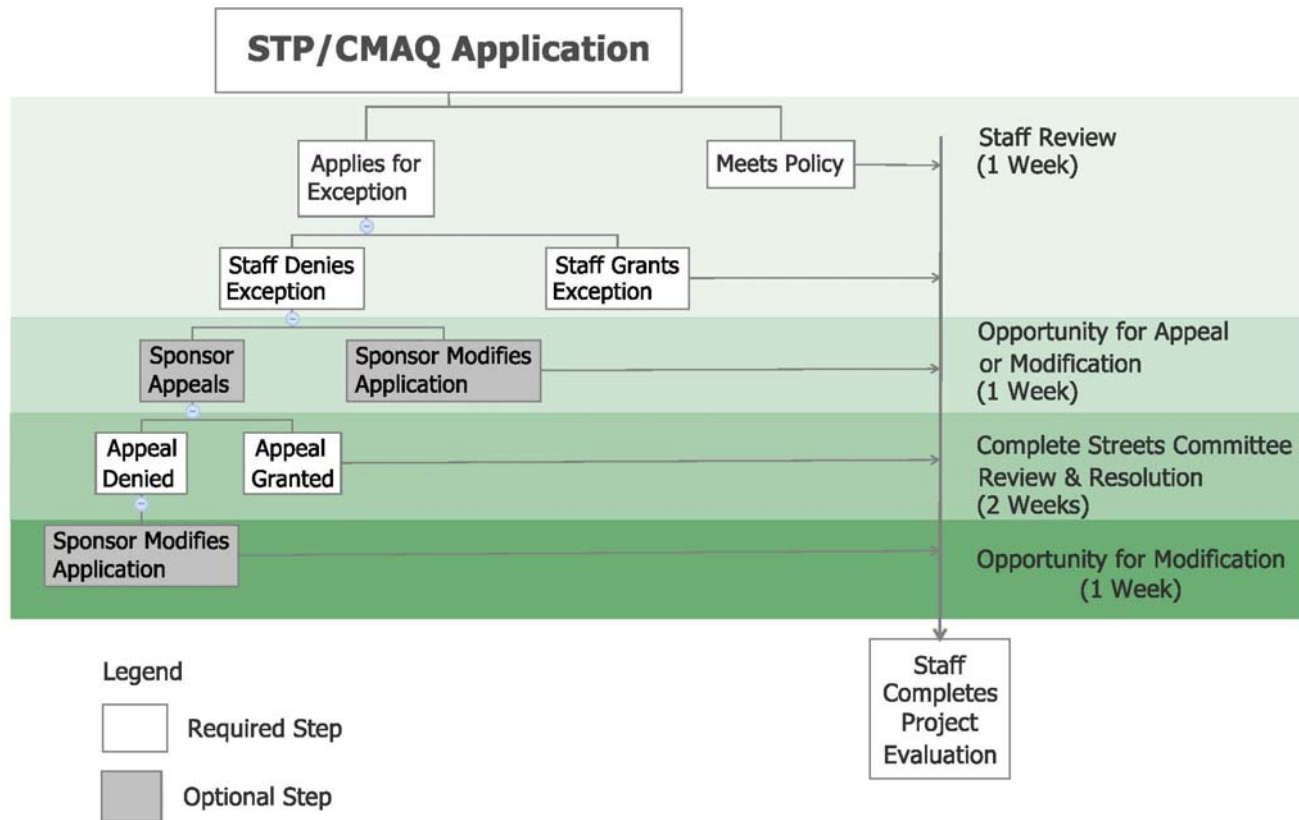 STP/CMAQ Application
Applies for
Exception
Meets Policy
Staff Review
(1 Week)
Staff Denies
Exception
Staff Grants
Exception
Sponsor
Appeals
Sponsor Modifies
Application
Opportunity for Appeal
or Modification
(1 Week)
Appeal
Denied
Appeal
Granted
Complete Streets Committee
Review & Resolution
(2 Weeks)
Sponsor Modifies
Application
Opportunity for Modification
(1 Week)
Staff
Completes
Project
Evaluation
Legend
Required Step
Optional Step